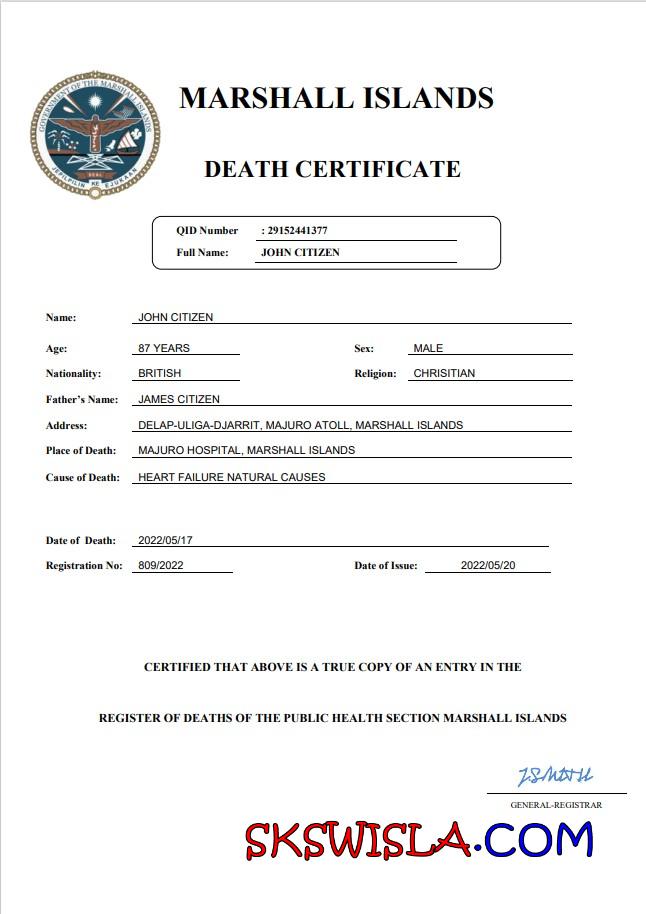 GOVERNMENT OF THE MARSHALL ISLANDS
SEAL
JEPILPILIN KE EJUKAAN
MARSHALL ISLANDS
DEATH CERTIFICATE
QID Number : 29152441377
Full Name: JOHN CITIZEN
Name: JOHN CITIZEN
Age: 87 YEARS Sex: MALE
Nationality: BRITISH Religion: CHRISITIAN
Father's Name: JAMES CITIZEN
Address: DELAP-ULIGA-DJARRIT, MAJURO ATOLL, MARSHALL ISLANDS
Place of Death: MAJURO HOSPITAL, MARSHALL ISLANDS
Cause of Death: HEART FAILURE NATURAL CAUSES
Date of Death: 2022/05/17
Registration No: 809/2022 Date of Issue: 2022/05/20
CERTIFIED THAT ABOVE IS A TRUE COPY OF AN ENTRY IN THE
REGISTER OF DEATHS OF THE PUBLIC HEALTH SECTION MARSHALL ISLANDS
GENERAL-REGISTRAR
SKSWISLA.COM